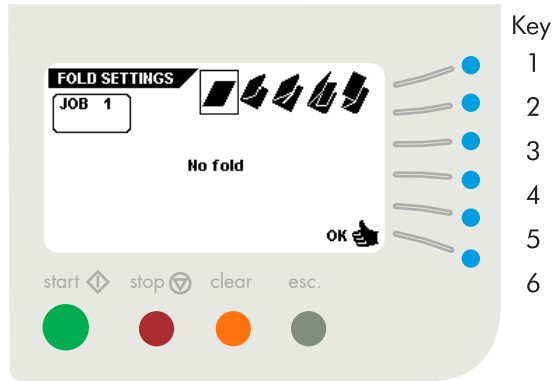 Key
FOLD SETTINGS
1
JOB 1
2
3
No fold
4
5
OK
6
start stop clear esc.